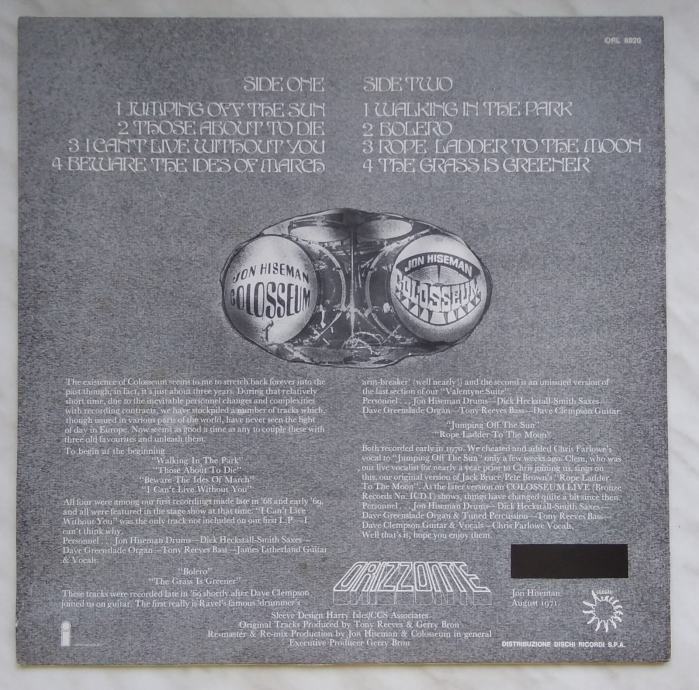 ORL 8020
SIDE ONE
1 JUMPING OFF THE SUN
2 THOSE ABOUT TO DIE
3 I CAN'T LIVE WITHOUT YOU
4 BEWARE THE IDES OF MARCH
SIDE TWO
1 WALKING IN THE PARK
2 BOLERO
3 ROPE LADDER TO THE MOON
4 THE GRASS IS GREENER
JON HISEMAN
COLOSSEUM
JON HISEMAN
COLOSSEUM
The existence of Colosseum seems to me to stretch back forever into the
past though, in fact, it's just about three years. During that relatively
short time, due to the inevitable personnel changes and complexities
with recording contracts, we have stockpiled a number of tracks which,
though issued in various parts of the world, have never seen the light
of day in Europe. Now seems as good a time as any to couple these with
three old favourites and unleash them.
To begin at the beginning
"Walking In The Park"
"Those About To Die"
"Beware The Ides Of March"
"I Can't Live Without You"
All four were among our first recordings made late in '68 and early '69,
and all were featured in the stage show at that time. "I Can't Live
Without You" was the only track not included on our first L.P.—I
can't think why.
Personnel . . . Jon Hiseman Drums—Dick Heckstall-Smith Saxes—
Dave Greenslade Organ—Tony Reeves Bass—James Litherland Guitar
& Vocals.
"Bolero"
"The Grass Is Greener"
These tracks were recorded late in '69 shortly after Dave Clempson
joined us on guitar. The first really is Ravel's famous 'drummer's
arm-breaker' (well nearly!) and the second is an unissued version of
the last section of our "Valentyne Suite".
Personnel . . . Jon Hiseman Drums—Dick Heckstall-Smith Saxes—
Dave Greenslade Organ—Tony Reeves Bass—Dave Clempson Guitar.
"Jumping Off The Sun"
"Rope Ladder To The Moon"
Both recorded early in 1970. We cheated and added Chris Farlowe's
vocal to "Jumping Off The Sun" only a few weeks ago. Clem, who was
our live vocalist for nearly a year prior to Chris joining us, sings on
this, our original version of Jack Bruce/Pete Brown's "Rope Ladder
To The Moon". As the later version on COLOSSEUM LIVE (Bronze
Records No. ICD.1) shows, things have changed quite a bit since then.
Personnel . . . Jon Hiseman Drums—Dick Heckstall-Smith Saxes—
Dave Greenslade Organ & Tuned Percussion—Tony Reeves Bass—
Dave Clempson Guitar & Vocals—Chris Farlowe Vocals.
Well that's it, hope you enjoy them.
Jon Hiseman
August 1971.
ORIZZONTE
Sleeve Design Harry Isles/CCS Associates
Original Tracks Produced by Tony Reeves & Gerry Bron
Re-master & Re-mix Production by Jon Hiseman & Colosseum in general
Executive Producer Gerry Bron
i
DISTRIBUZIONE DISCHI RICORDI S.P.A.